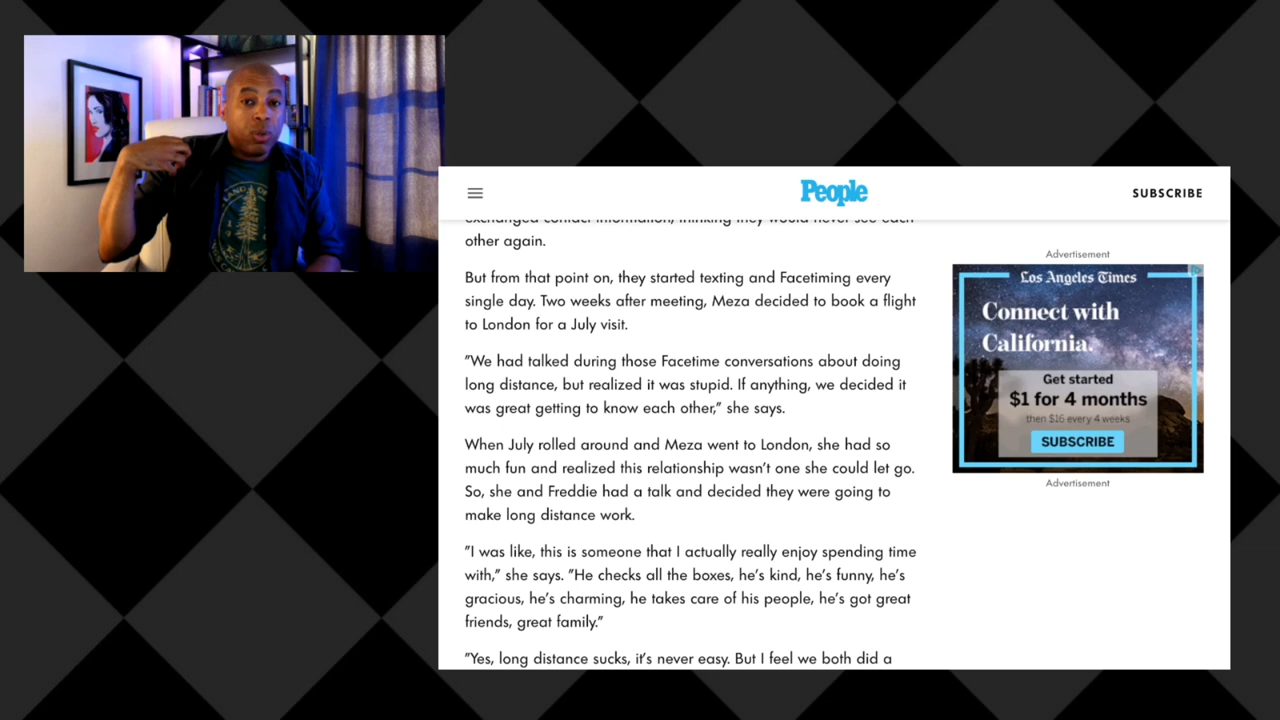 People
SUBSCRIBE
exchanged contact information, thinking they would never see each
other again.
But from that point on, they started texting and Facetiming every
single day. Two weeks after meeting, Meza decided to book a flight
to London for a July visit.
"We had talked during those Facetime conversations about doing
long distance, but realized it was stupid. If anything, we decided it
was great getting to know each other," she says.
When July rolled around and Meza went to London, she had so
much fun and realized this relationship wasn't one she could let go.
So, she and Freddie had a talk and decided they were going to
make long distance work.
"I was like, this is someone that I actually really enjoy spending time
with," she says. "He checks all the boxes, he's kind, he's funny, he's
gracious, he's charming, he takes care of his people, he's got great
friends, great family."
"Yes, long distance sucks, it's never easy. But I feel we both did a
Advertisement
Los Angeles Times
Connect with
California.
Get started
$1 for 4 months
then $16 every 4 weeks
SUBSCRIBE
Advertisement